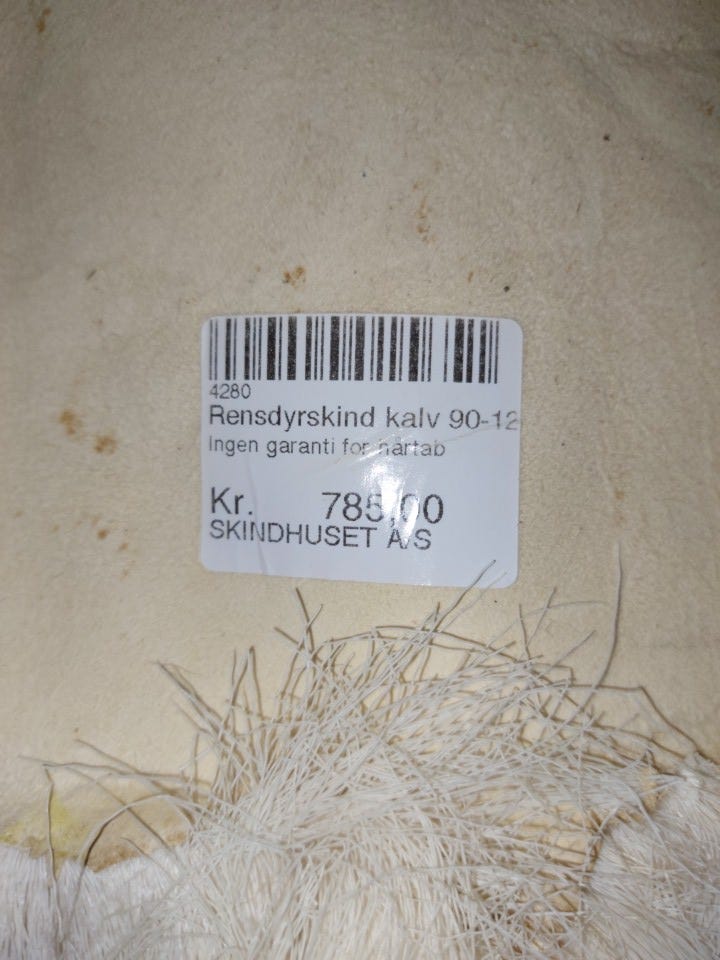 4280
Rensdyrskind kalv 90-12
Ingen garanti for hårtab
Kr. 785,00
SKINDHUSET A/S